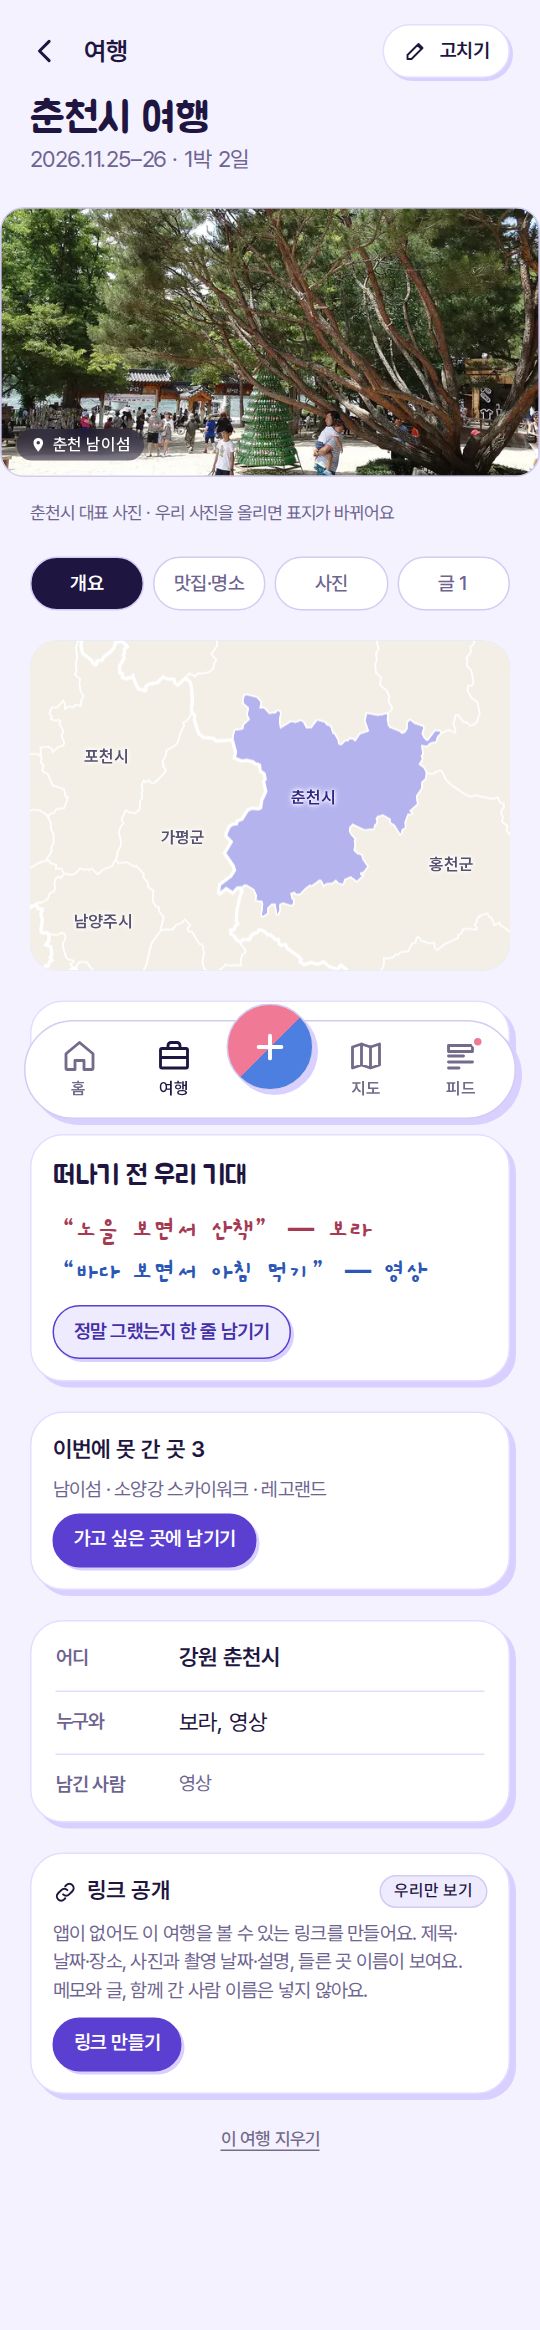 여행
고치기
춘천시 여행
2026.11.25–26 · 1박 2일
춘천 남이섬
춘천시 대표 사진 · 우리 사진을 올리면 표지가 바뀌어요
개요
맛집·명소
사진
글 1
포천시
춘천시
가평군
홍천군
남양주시
홈
여행
지도
피드
떠나기 전 우리 기대
“노을 보면서 산책” — 보라
“바다 보면서 아침 먹기” — 영상
정말 그랬는지 한 줄 남기기
이번에 못 간 곳 3
남이섬 · 소양강 스카이워크 · 레고랜드
가고 싶은 곳에 남기기
어디 강원 춘천시
누구와 보라, 영상
남긴 사람 영상
링크 공개
우리만 보기
앱이 없어도 이 여행을 볼 수 있는 링크를 만들어요. 제목·
날짜·장소, 사진과 촬영 날짜·설명, 들른 곳 이름이 보여요.
메모와 글, 함께 간 사람 이름은 넣지 않아요.
링크 만들기
이 여행 지우기